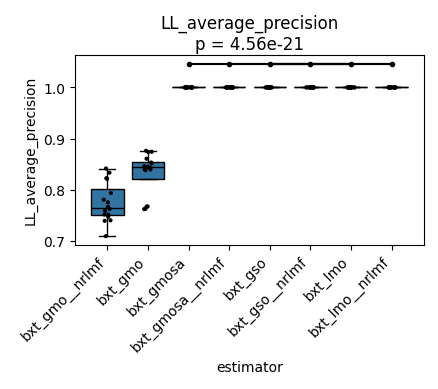 LL_average_precision
p = 4.56e-21
LL_average_precision
1.0
0.9
0.8
0.7
bxt_gmo__nrlmf
bxt_gmo
bxt_gmosa
bxt_gmosa__nrlmf
bxt_gso
bxt_gso__nrlmf
bxt_lmo
bxt_lmo__nrlmf
estimator